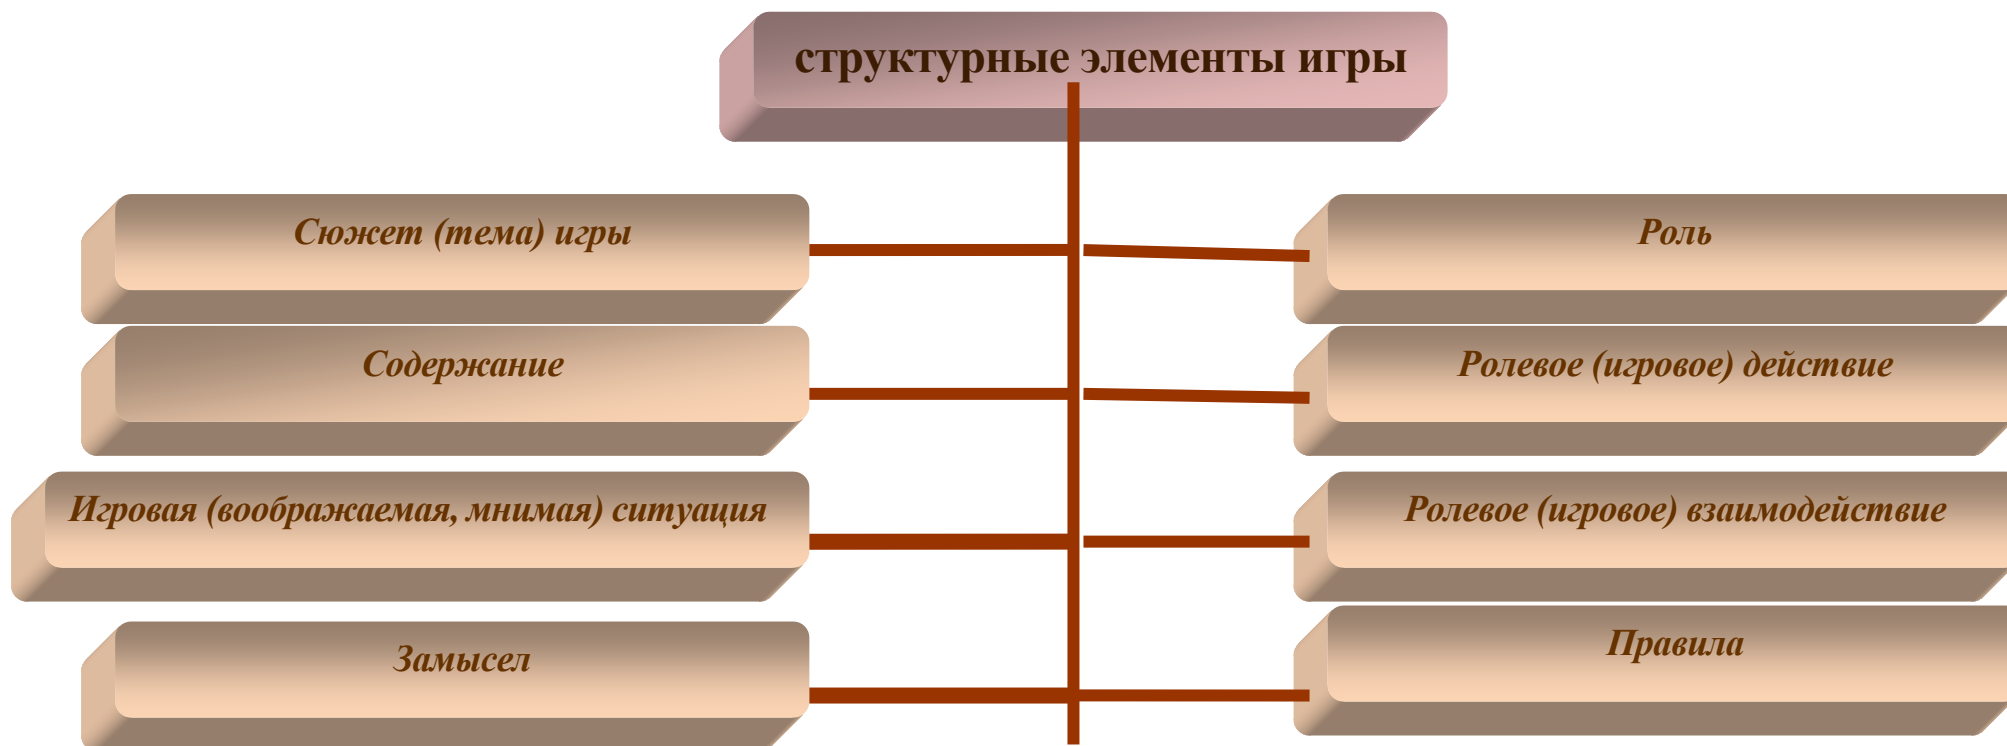 структурные элементы игры
Сюжет (тема) игры
Роль
Содержание
Ролевое (игровое) действие
Игровая (воображаемая, мнимая) ситуация
Ролевое (игровое) взаимодействие
Замысел
Правила